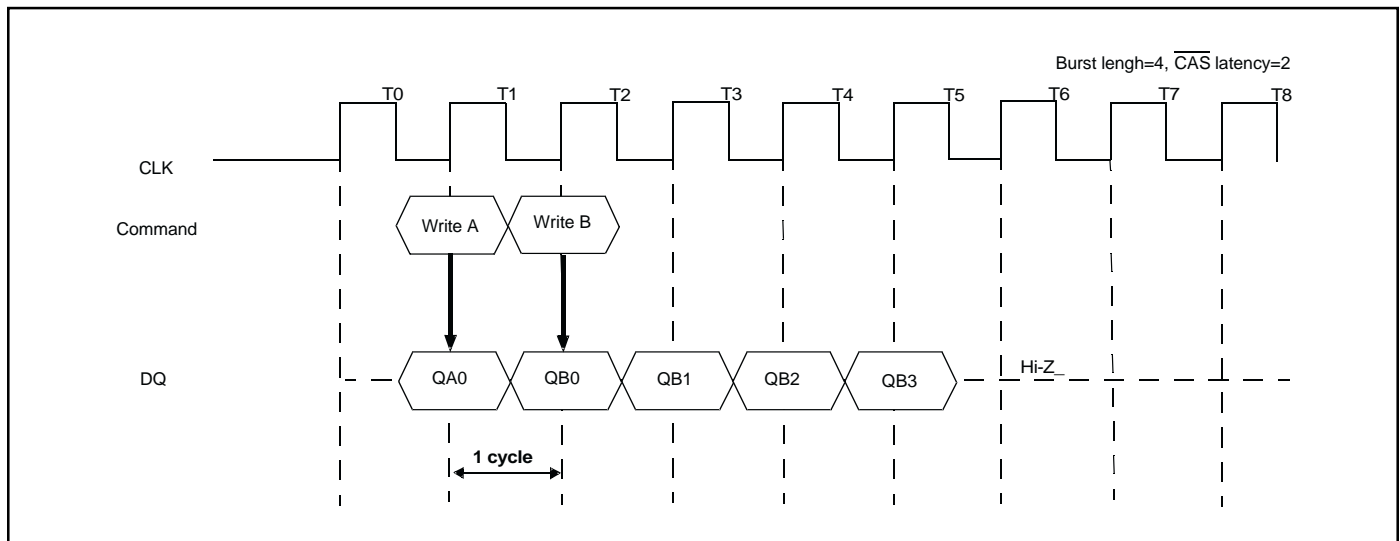 Burst lengh=4, CAS latency=2
T0 T1 T2 T3 T4 T5 T6 T7 T8
CLK
Command Write A Write B
DQ QA0 QB0 QB1 QB2 QB3 Hi-Z_
1 cycle